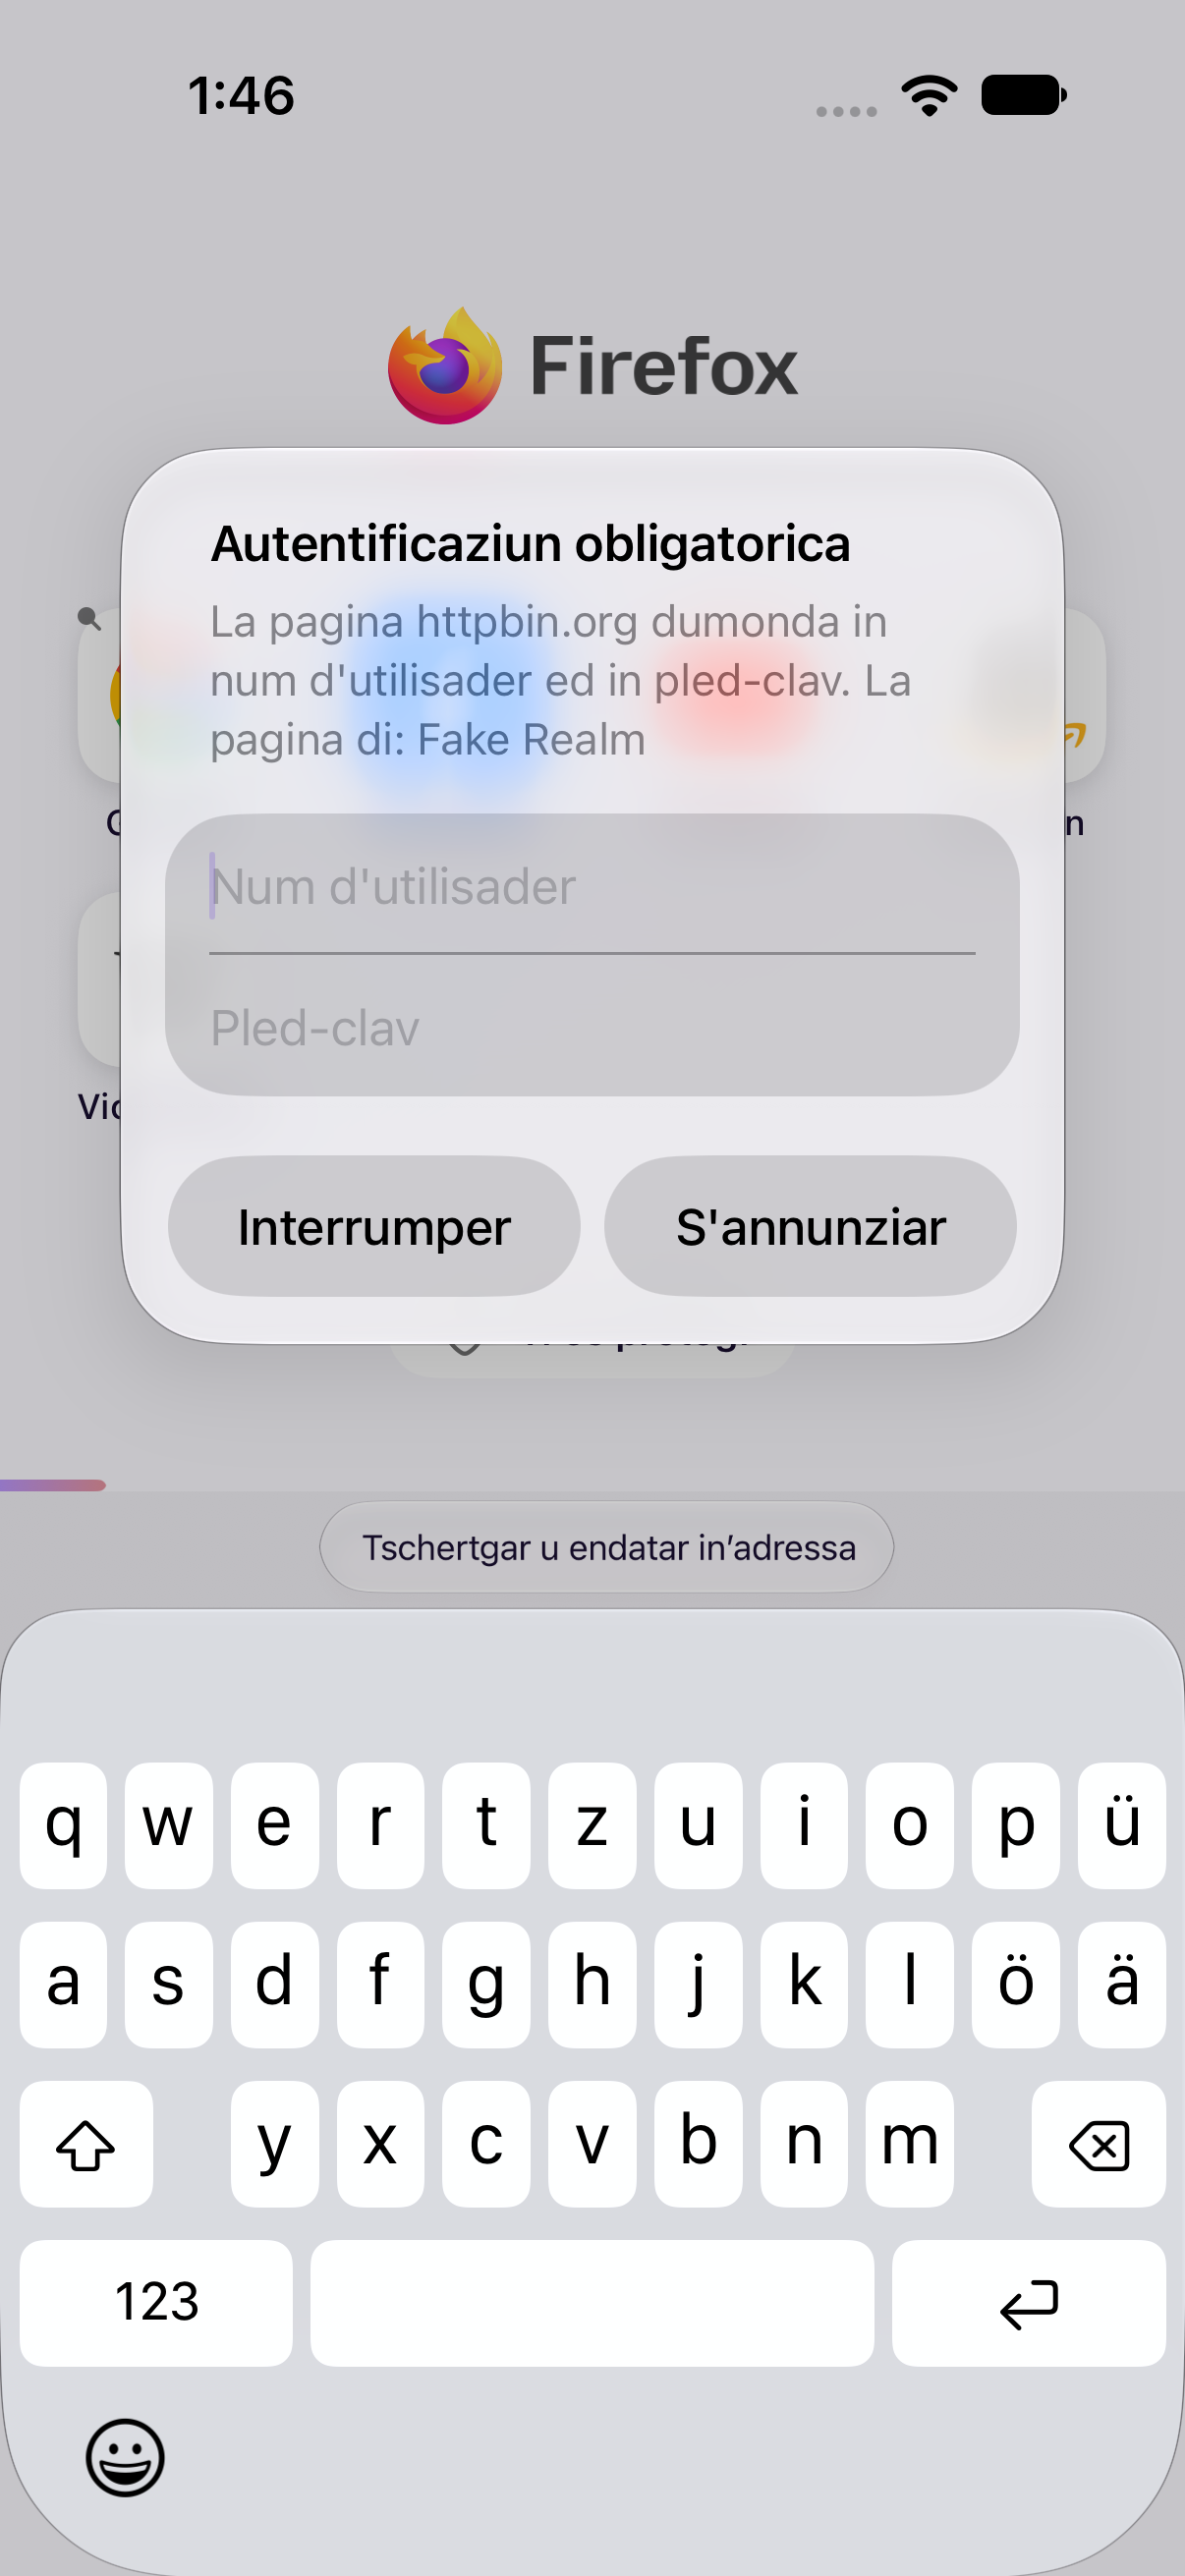 1:46
Firefox
Autentificaziun obligatorica
La pagina httpbin.org dumonda in
num d'utilisader ed in pled-clav. La
pagina di: Fake Realm
Num d'utilisader
Pled-clav
Interrumper
S'annunziar
Tschertgar u endatar in’adressa
q w e r t z u i o p ü
a s d f g h j k l ö ä
y x c v b n m
123